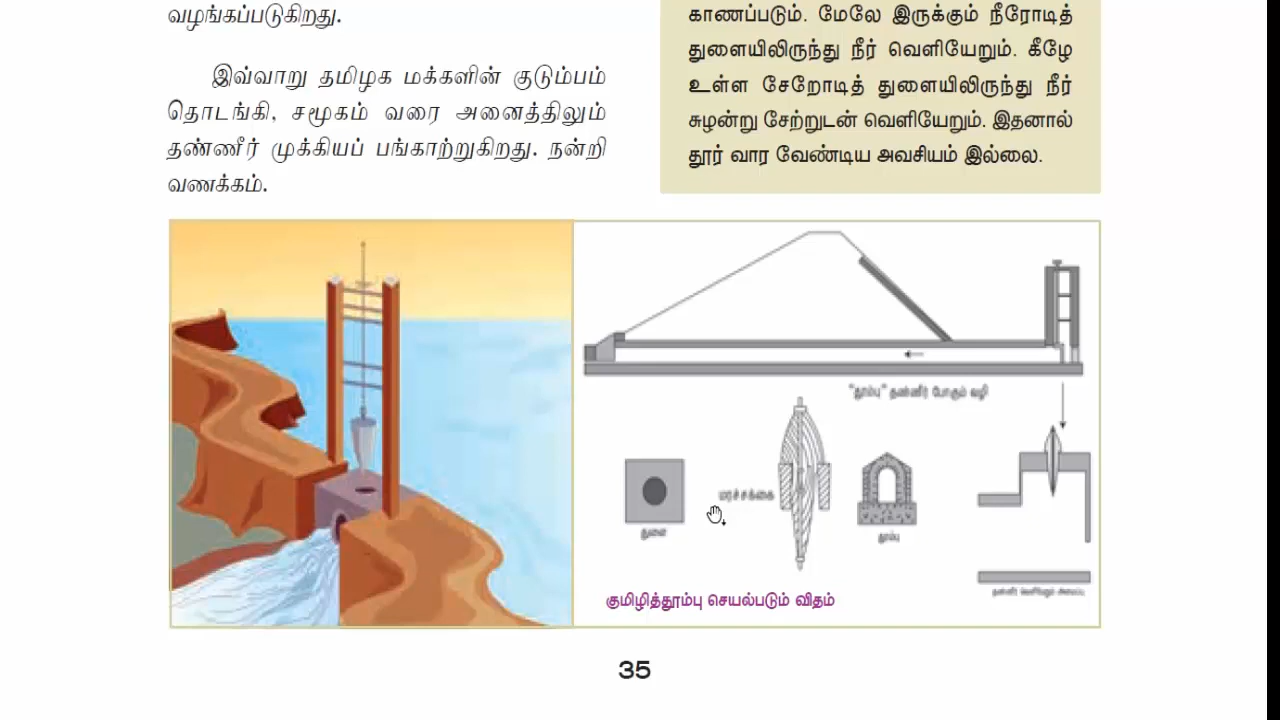 வழங்கப்படுகிறது.
இவ்வாறு தமிழக மக்களின் குடும்பம்
தொடங்கி, சமூகம் வரை அனைத்திலும்
தண்ணீர் முக்கியப் பங்காற்றுகிறது. நன்றி
வணக்கம்.
காணப்படும். மேலே இருக்கும் நீரோடித்
துளையிலிருந்து நீர் வெளியேறும். கீழே
உள்ள சேறோடித் துளையிலிருந்து நீர்
சுழன்று சேற்றுடன் வெளியேறும். இதனால்
தூர் வார வேண்டிய அவசியம் இல்லை.
"தூம்பு" தண்ணீர் போகும் வழி
மரச்சக்கை
துளை
தூம்பு
தண்ணீர் வெளியேறும் அமைப்பு
குமிழித்தூம்பு செயல்படும் விதம்
35